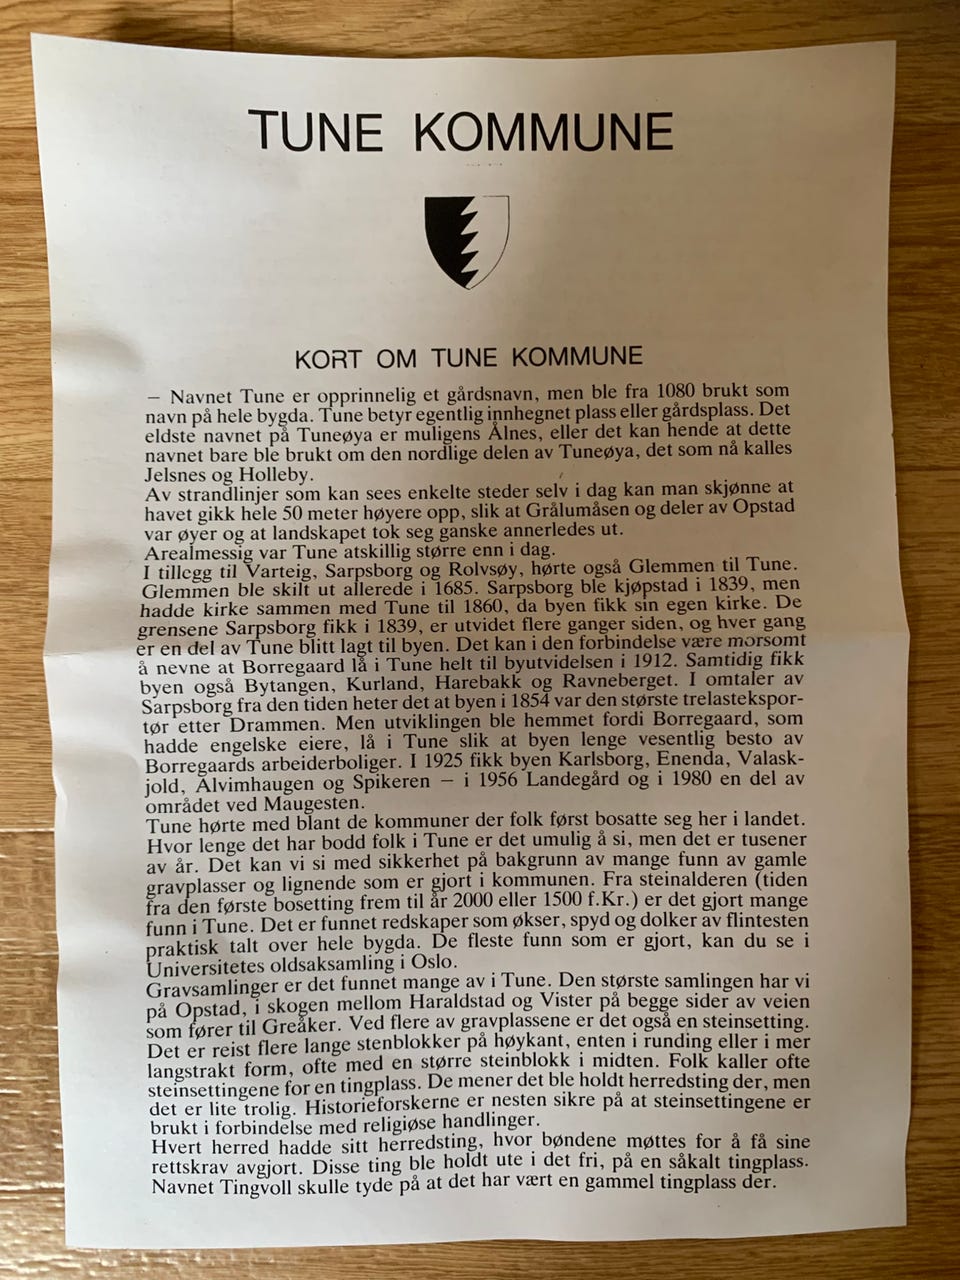 TUNE KOMMUNE
KORT OM TUNE KOMMUNE
– Navnet Tune er opprinnelig et gårdsnavn, men ble fra 1080 brukt som
navn på hele bygda. Tune betyr egentlig innhegnet plass eller gårdsplass. Det
eldste navnet på Tuneøya er muligens Ålnes, eller det kan hende at dette
navnet bare ble brukt om den nordlige delen av Tuneøya, det som nå kalles
Jelsnes og Holleby.
Av strandlinjer som kan sees enkelte steder selv i dag kan man skjønne at
havet gikk hele 50 meter høyere opp, slik at Grålumåsen og deler av Opstad
var øyer og at landskapet tok seg ganske annerledes ut.
Arealmessig var Tune atskillig større enn i dag.
I tillegg til Varteig, Sarpsborg og Rolvsøy, hørte også Glemmen til Tune.
Glemmen ble skilt ut allerede i 1685. Sarpsborg ble kjøpstad i 1839, men
hadde kirke sammen med Tune til 1860, da byen fikk sin egen kirke. De
grensene Sarpsborg fikk i 1839, er utvidet flere ganger siden, og hver gang
er en del av Tune blitt lagt til byen. Det kan i den forbindelse være morsomt
å nevne at Borregaard lå i Tune helt til byutvidelsen i 1912. Samtidig fikk
byen også Bytangen, Kurland, Harebakk og Ravneberget. I omtaler av
Sarpsborg fra den tiden heter det at byen i 1854 var den største trelastekspor-
tør etter Drammen. Men utviklingen ble hemmet fordi Borregaard, som
hadde engelske eiere, lå i Tune slik at byen lenge vesentlig besto av
Borregaards arbeiderboliger. I 1925 fikk byen Karlsborg, Enenda, Valask-
jold, Alvimhaugen og Spikeren – i 1956 Landegård og i 1980 en del av
området ved Maugesten.
Tune hørte med blant de kommuner der folk først bosatte seg her i landet.
Hvor lenge det har bodd folk i Tune er det umulig å si, men det er tusener
av år. Det kan vi si med sikkerhet på bakgrunn av mange funn av gamle
gravplasser og lignende som er gjort i kommunen. Fra steinalderen (tiden
fra den første bosetting frem til år 2000 eller 1500 f.Kr.) er det gjort mange
funn i Tune. Det er funnet redskaper som økser, spyd og dolker av flintesten
praktisk talt over hele bygda. De fleste funn som er gjort, kan du se i
Universitetes oldsaksamling i Oslo.
Gravsamlinger er det funnet mange av i Tune. Den største samlingen har vi
på Opstad, i skogen mellom Haraldstad og Vister på begge sider av veien
som fører til Greåker. Ved flere av gravplassene er det også en steinsetting.
Det er reist flere lange stenblokker på høykant, enten i runding eller i mer
langstrakt form, ofte med en større steinblokk i midten. Folk kaller ofte
steinsettingene for en tingplass. De mener det ble holdt herredsting der, men
det er lite trolig. Historieforskerne er nesten sikre på at steinsettingene er
brukt i forbindelse med religiøse handlinger.
Hvert herred hadde sitt herredsting, hvor bøndene møttes for å få sine
rettskrav avgjort. Disse ting ble holdt ute i det fri, på en såkalt tingplass.
Navnet Tingvoll skulle tyde på at det har vært en gammel tingplass der.